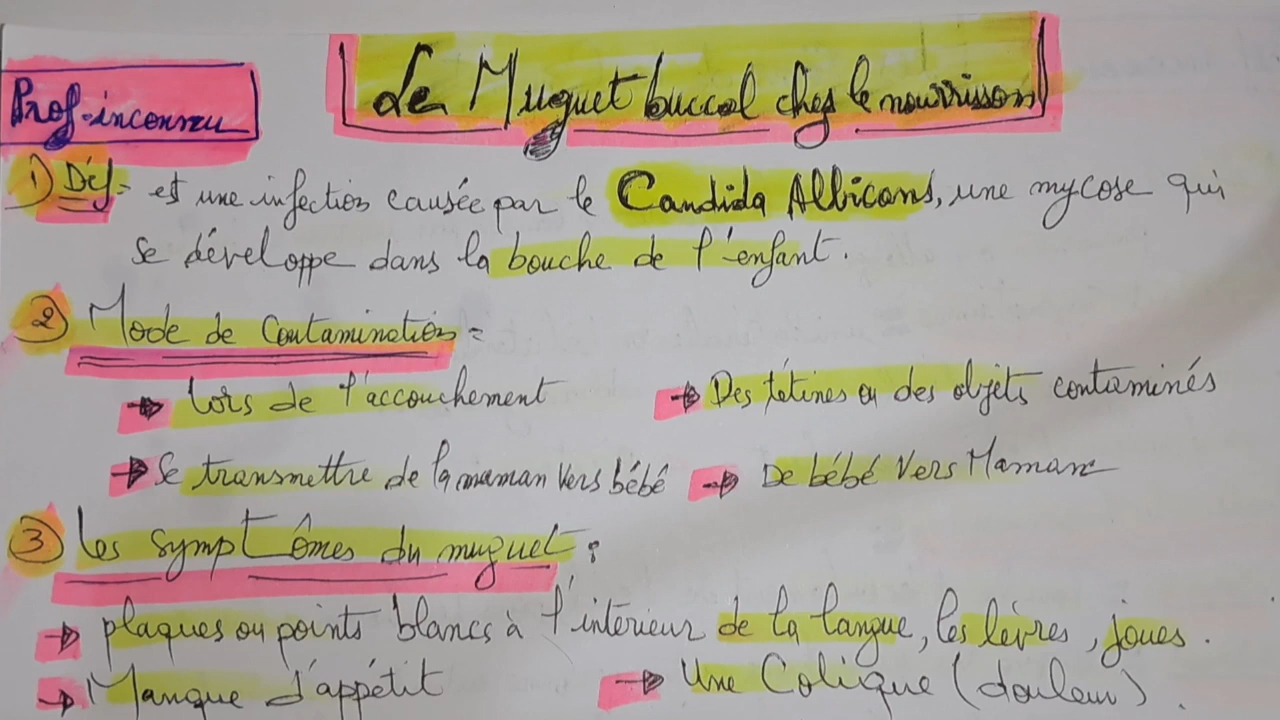 Le Muguet buccal chez le nourrisson
Prof-inconnu
1) Déf = est une infection causée par le Candida Albicans, une mycose qui
se développe dans la bouche de l'enfant.
2) Mode de Contamination =
→ lors de l'accouchement → Des tétines ou des objets contaminés
→ Se transmettre de la maman vers bébé → De bébé vers Maman
3) Les symptômes du muguet :
→ plaques ou points blancs à l'intérieur de la langue, les lèvres, joues.
→ Manque d'appétit → Une Colique (douleur).